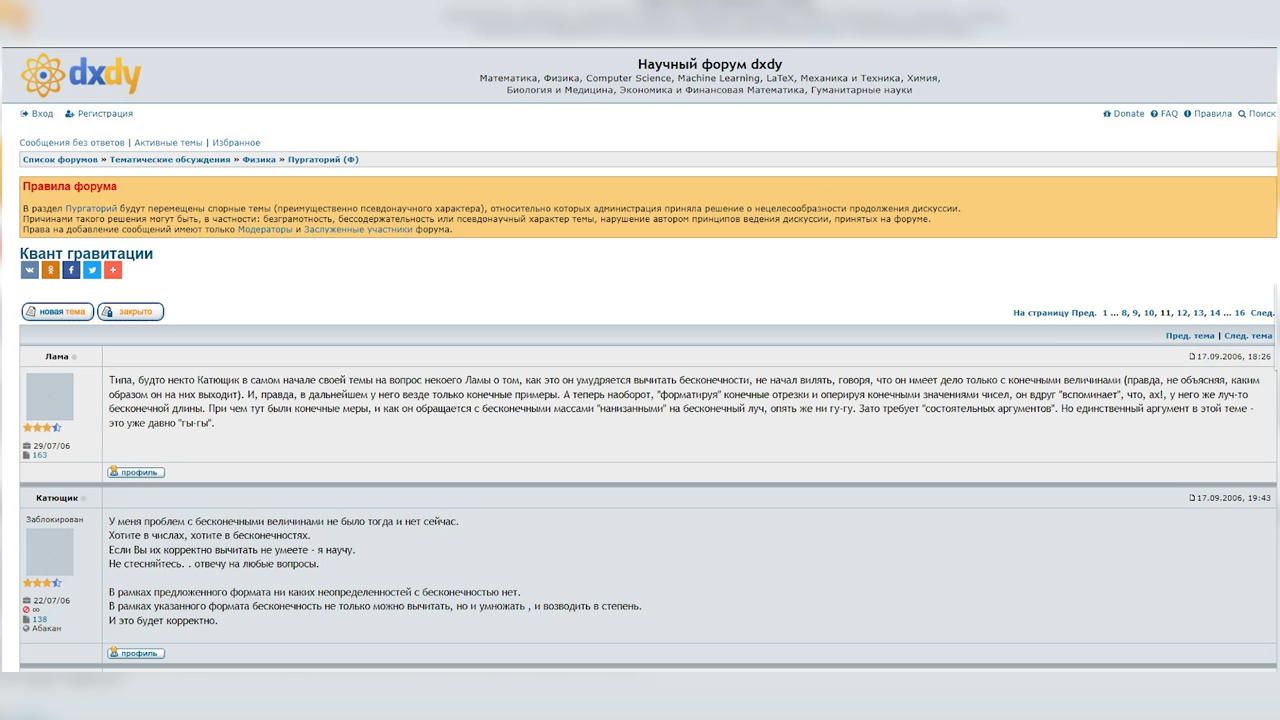 dxdy
Научный форум dxdy
Математика, Физика, Computer Science, Machine Learning, LaTeX, Механика и Техника, Химия,
Биология и Медицина, Экономика и Финансовая Математика, Гуманитарные науки
Вход Регистрация Donate FAQ Правила Поиск
Сообщения без ответов | Активные темы | Избранное
Список форумов » Тематические обсуждения » Физика » Пургаторий (Ф)
Правила форума
В раздел Пургаторий будут перемещены спорные темы (преимущественно псевдонаучного характера), относительно которых администрация приняла решение о нецелесообразности продолжения дискуссии.
Причинами такого решения могут быть, в частности: безграмотность, бессодержательность или псевдонаучный характер темы, нарушение автором принципов ведения дискуссии, принятых на форуме.
Права на добавление сообщений имеют только Модераторы и Заслуженные участники форума.
Квант гравитации
новая тема закрыто
На страницу Пред. 1 ... 8, 9, 10, 11, 12, 13, 14 ... 16 След.
Пред. тема | След. тема
Лама 17.09.2006, 18:26
Типа, будто некто Катющик в самом начале своей темы на вопрос некоего Ламы о том, как это он умудряется вычитать бесконечности, не начал вилять, говоря, что он имеет дело только с конечными величинами (правда, не объясняя, каким
образом он на них выходит). И, правда, в дальнейшем у него везде только конечные примеры. А теперь наоборот, "форматируя" конечные отрезки и оперируя конечными значениями чисел, он вдруг "вспоминает", что, ах!, у него же луч-то
бесконечной длины. При чем тут были конечные меры, и как он обращается с бесконечными массами "нанизанными" на бесконечный луч, опять же ни гу-гу. Зато требует "состоятельных аргументов". Но единственный аргумент в этой теме -
это уже давно "гы-гы".
29/07/06
163
профиль
Катющик 17.09.2006, 19:43
Заблокирован
22/07/06
∞
138
Абакан
У меня проблем с бесконечными величинами не было тогда и нет сейчас.
Хотите в числах, хотите в бесконечностях.
Если Вы их корректно вычитать не умеете - я научу.
Не стесняйтесь. . отвечу на любые вопросы.
В рамках предложенного формата ни каких неопределенностей с бесконечностью нет.
В рамках указанного формата бесконечность не только можно вычитать, но и умножать , и возводить в степень.
И это будет корректно.
профиль